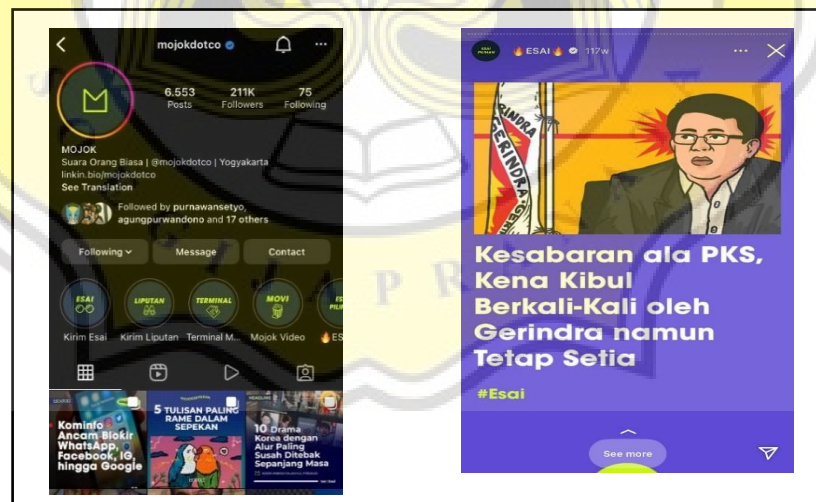 mojokdotco
6.553 211K 75
Posts Followers Following
MOJOK
Suara Orang Biasa | @mojokdotco | Yogyakarta
linkin.bio/mojokdotco
See Translation
Followed by purnawansetyo,
agungpurwandono and 17 others
Following Message Contact
ESAI LIPUTAN TERMINAL MOVI
Kirim Esai Kirim Liputan Terminal M... Mojok Video 🔥ES
Kominfo
Ancam Blokir
WhatsApp,
Facebook, IG,
hingga Google
5 TULISAN PALING
RAME DALAM
SEPEKAN
10 Drama
Korea dengan
Alur Paling
Susah Ditebak
Sepanjang Masa
🔥ESAI🔥 117w
GERINDRA
GERINDRA
Kesabaran ala PKS,
Kena Kibul
Berkali-Kali oleh
Gerindra namun
Tetap Setia
#Esai
See more